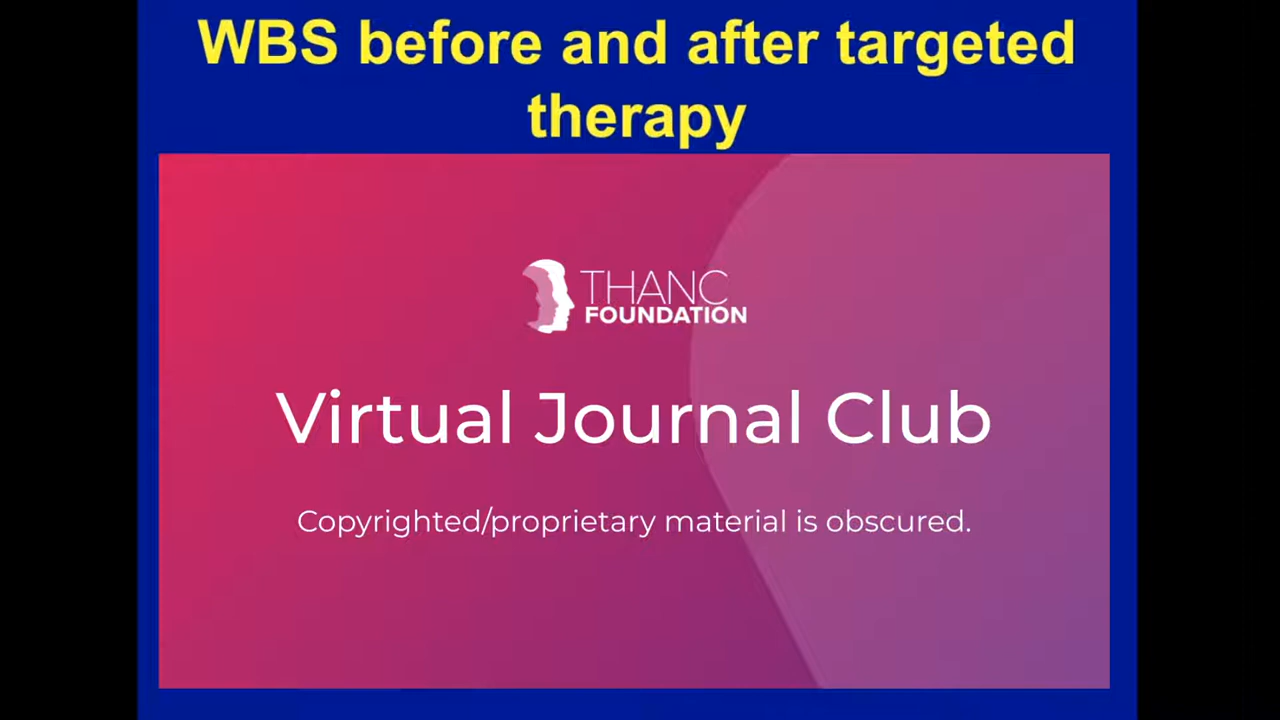 WBS before and after targeted
therapy
THANC
FOUNDATION
Virtual Journal Club
Copyrighted/proprietary material is obscured.